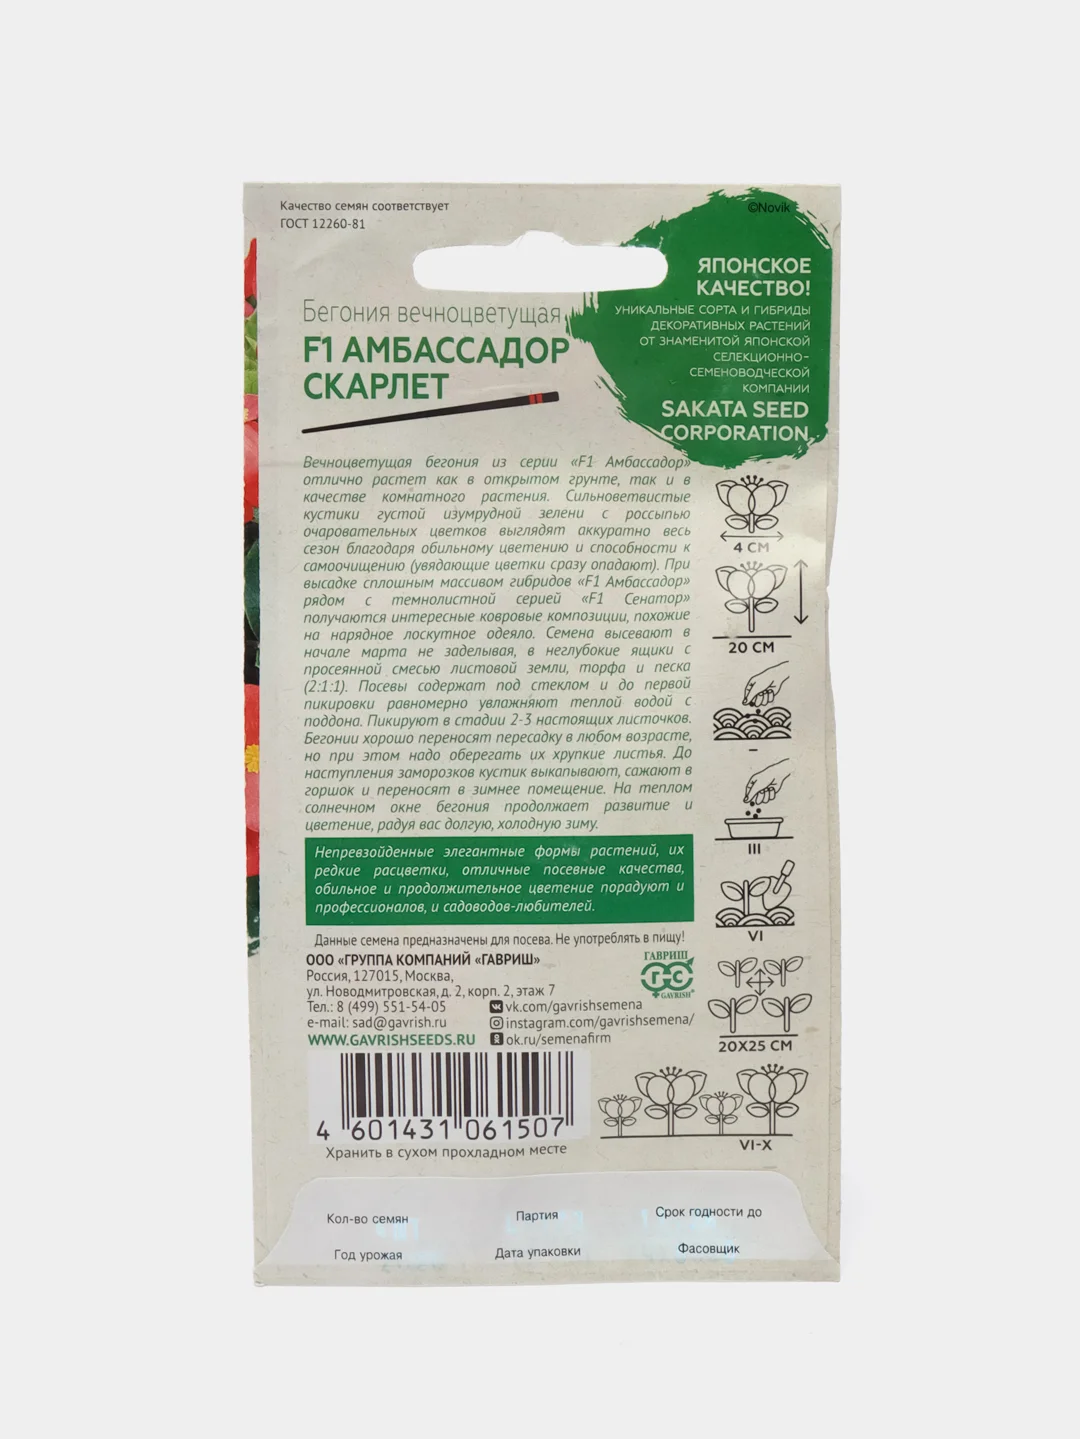 Качество семян соответствует
ГОСТ 12260-81
©Novik
ЯПОНСКОЕ
КАЧЕСТВО!
УНИКАЛЬНЫЕ СОРТА И ГИБРИДЫ
ДЕКОРАТИВНЫХ РАСТЕНИЙ
ОТ ЗНАМЕНИТОЙ ЯПОНСКОЙ
СЕЛЕКЦИОННО-
СЕМЕНОВОДЧЕСКОЙ
КОМПАНИИ
SAKATA SEED
CORPORATION
Бегония вечноцветущая
F1 АМБАССАДОР
СКАРЛЕТ
Вечноцветущая бегония из серии «F1 Амбассадор»
отлично растет как в открытом грунте, так и в
качестве комнатного растения. Сильноветвистые
кустики густой изумрудной зелени с россыпью
очаровательных цветков выглядят аккуратно весь
сезон благодаря обильному цветению и способности к
самоочищению (увядающие цветки сразу опадают). При
высадке сплошным массивом гибридов «F1 Амбассадор»
рядом с темнолистной серией «F1 Сенатор»
получаются интересные ковровые композиции, похожие
на нарядное лоскутное одеяло. Семена высевают в
начале марта не заделывая, в неглубокие ящики с
просеянной смесью листовой земли, торфа и песка
(2:1:1). Посевы содержат под стеклом и до первой
пикировки равномерно увлажняют теплой водой с
поддона. Пикируют в стадии 2-3 настоящих листочков.
Бегонии хорошо переносят пересадку в любом возрасте,
но при этом надо оберегать их хрупкие листья. До
наступления заморозков кустик выкапывают, сажают в
горшок и переносят в зимнее помещение. На теплом
солнечном окне бегония продолжает развитие и
цветение, радуя вас долгую, холодную зиму.
Непревзойденные элегантные формы растений, их
редкие расцветки, отличные посевные качества,
обильное и продолжительное цветение порадуют и
профессионалов, и садоводов-любителей.
4 СМ
20 СМ
–
III
VI
20X25 СМ
VI-X
Данные семена предназначены для посева. Не употреблять в пищу!
ООО «ГРУППА КОМПАНИЙ «ГАВРИШ»
Россия, 127015, Москва,
ул. Новодмитровская, д. 2, корп. 2, этаж 7
Тел.: 8 (499) 551-54-05
e-mail: sad@gavrish.ru
WWW.GAVRISHSEEDS.RU
vk.com/gavrishsemena
instagram.com/gavrishsemena/
ok.ru/semenafirm
ГАВРИШ
ГС
GAVRISH®
4 601431 061507
Хранить в сухом прохладном месте
Кол-во семян Партия Срок годности до
Год урожая Дата упаковки Фасовщик